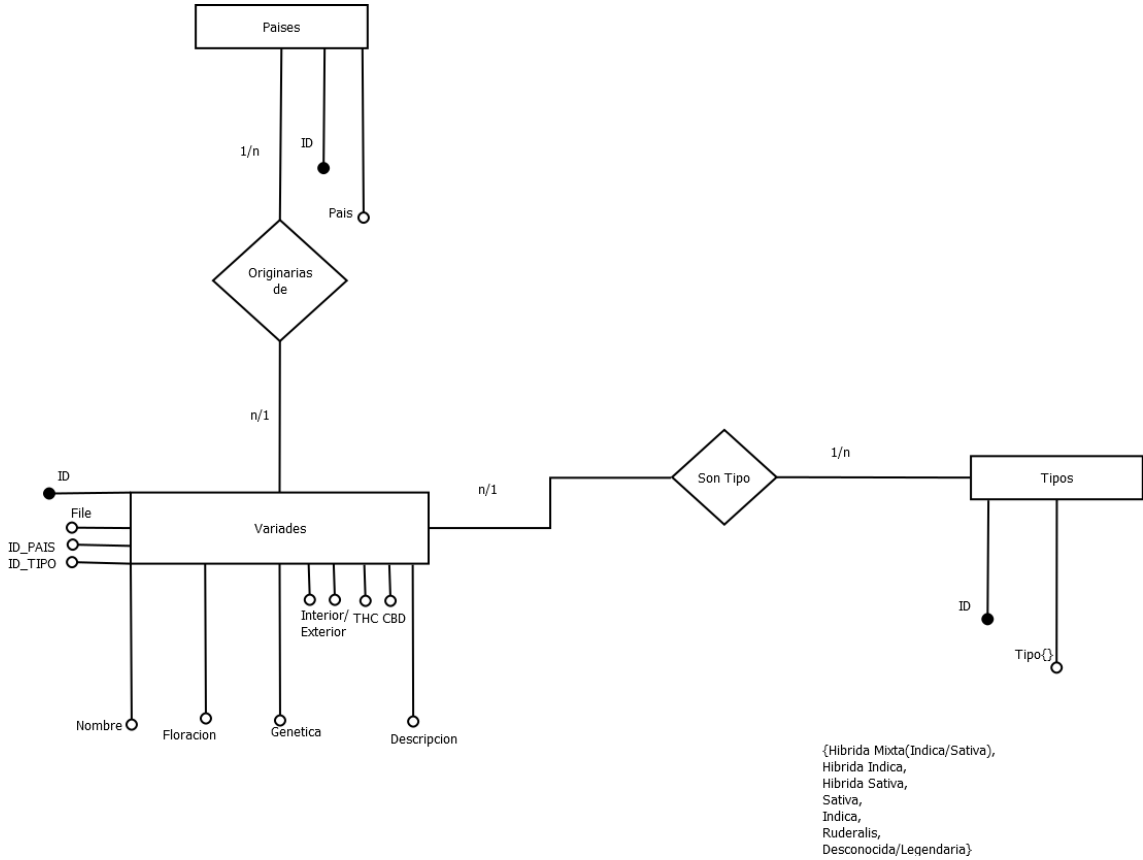 Paises
ID
1/n
Pais
Originarias
de
n/1
1/n
ID
Son Tipo
Tipos
n/1
File
Variades
ID_PAIS
ID_TIPO
Interior/
Exterior
THC
CBD
ID
Tipo{}
Nombre
Floracion
Genetica
Descripcion
{Hibrida Mixta(Indica/Sativa),
Hibrida Indica,
Hibrida Sativa,
Sativa,
Indica,
Ruderalis,
Desconocida/Legendaria}